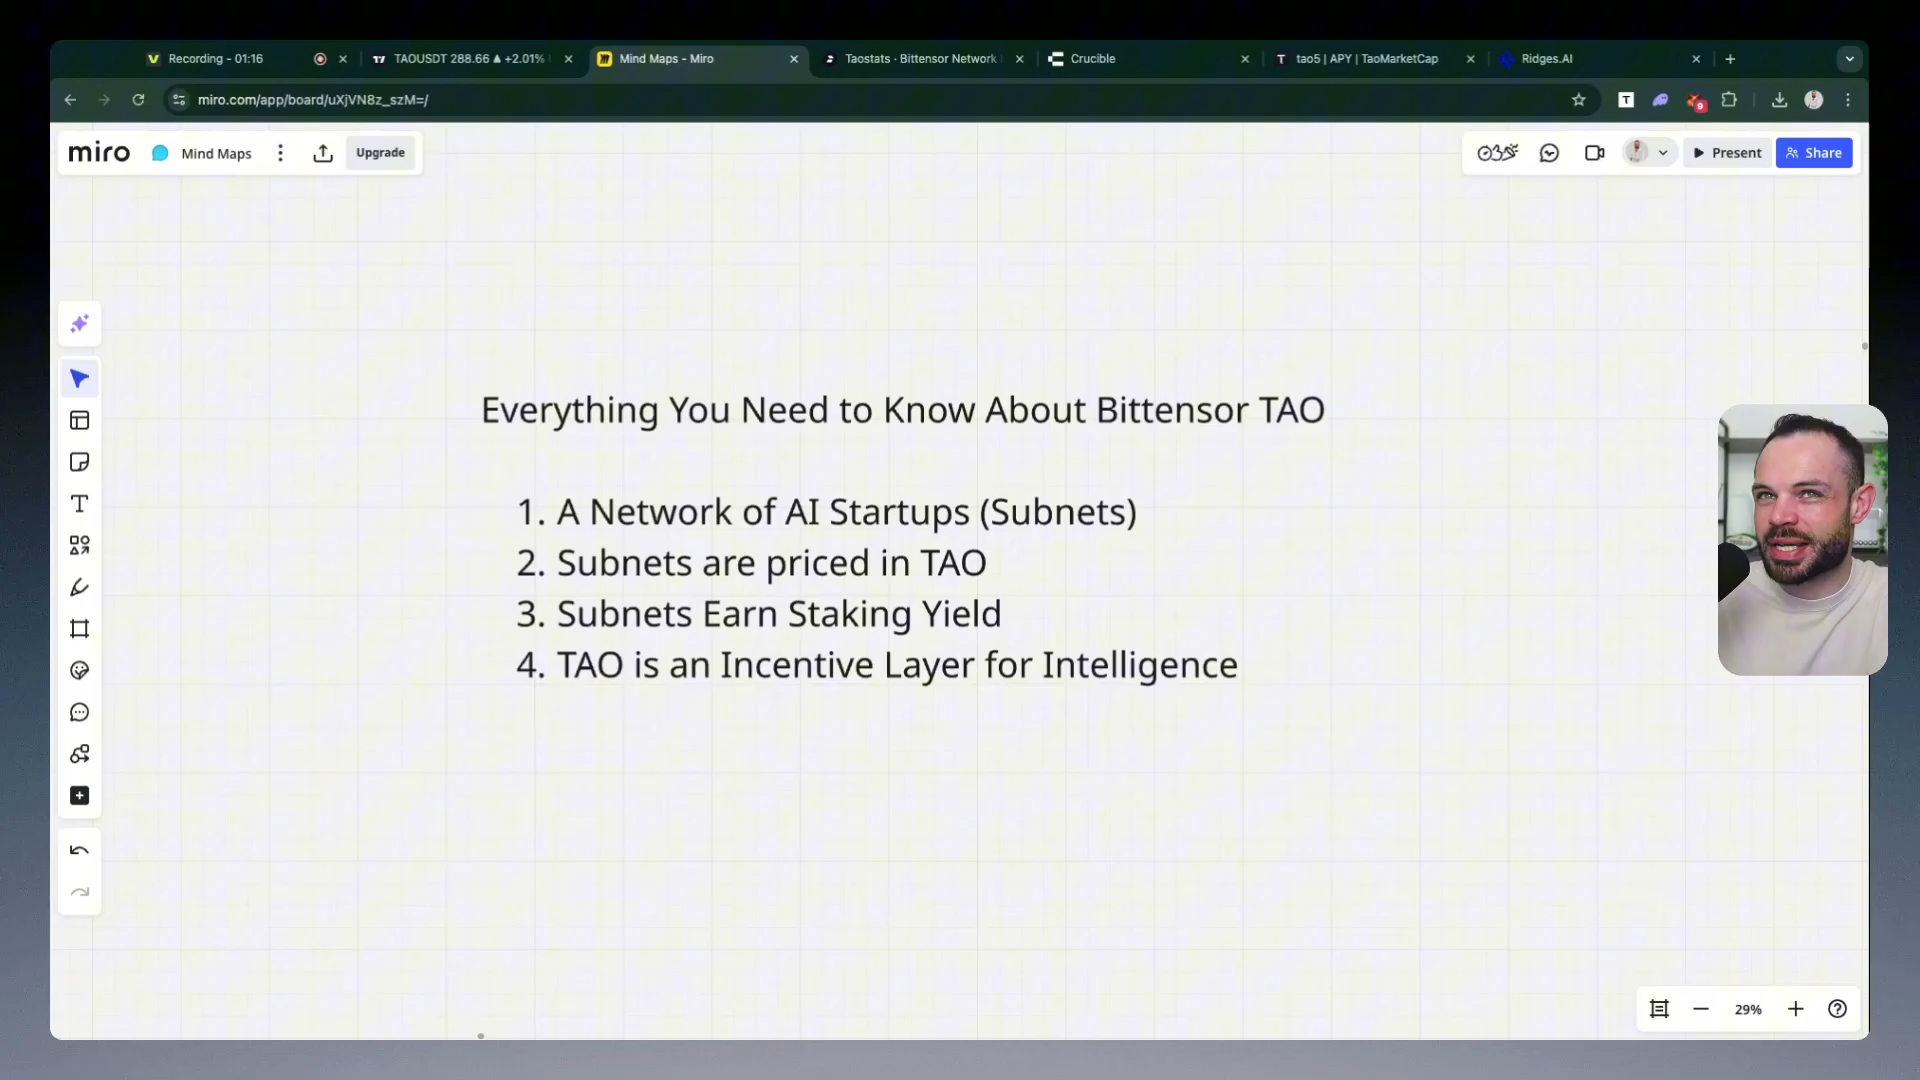 Recording - 01:16
TAOUSDT 288.66 ▲ +2.01%
Mind Maps - Miro
Taostats · Bittensor Network
Crucible
tao5 | APY | TaoMarketCap
Ridges.AI
miro.com/app/board/uXjVN8z_szM=/
T
9
miro
Mind Maps
Upgrade
Present
Share
Everything You Need to Know About Bittensor TAO
1. A Network of AI Startups (Subnets)
2. Subnets are priced in TAO
3. Subnets Earn Staking Yield
4. TAO is an Incentive Layer for Intelligence
29%